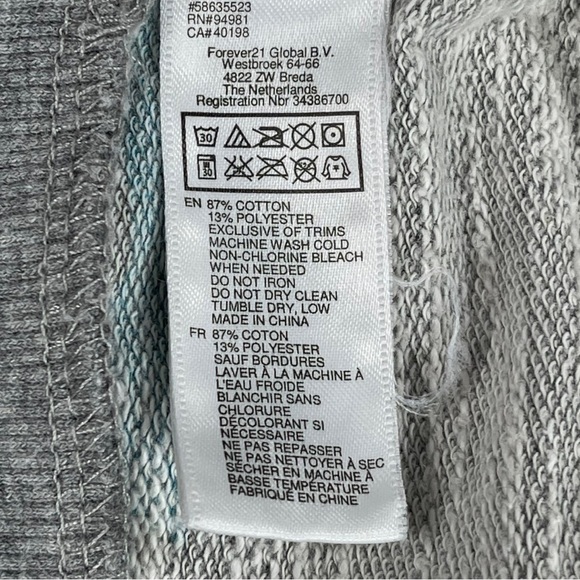 #58635523
RN#94981
CA#40198
Forever21 Global B.V.
Westbroek 64-66
4822 ZW Breda
The Netherlands
Registration Nbr 34386700
30
30
EN 87% COTTON
13% POLYESTER
EXCLUSIVE OF TRIMS
MACHINE WASH COLD
NON-CHLORINE BLEACH
WHEN NEEDED
DO NOT IRON
DO NOT DRY CLEAN
TUMBLE DRY, LOW
MADE IN CHINA
FR 87% COTON
13% POLYESTER
SAUF BORDURES
LAVER À LA MACHINE À
L'EAU FROIDE
BLANCHIR SANS
CHLORURE
DÉCOLORANT SI
NÉCESSAIRE
NE PAS REPASSER
NE PAS NETTOYER À SEC
SÉCHER EN MACHINE À
BASSE TEMPÉRATURE
FABRIQUÉ EN CHINE